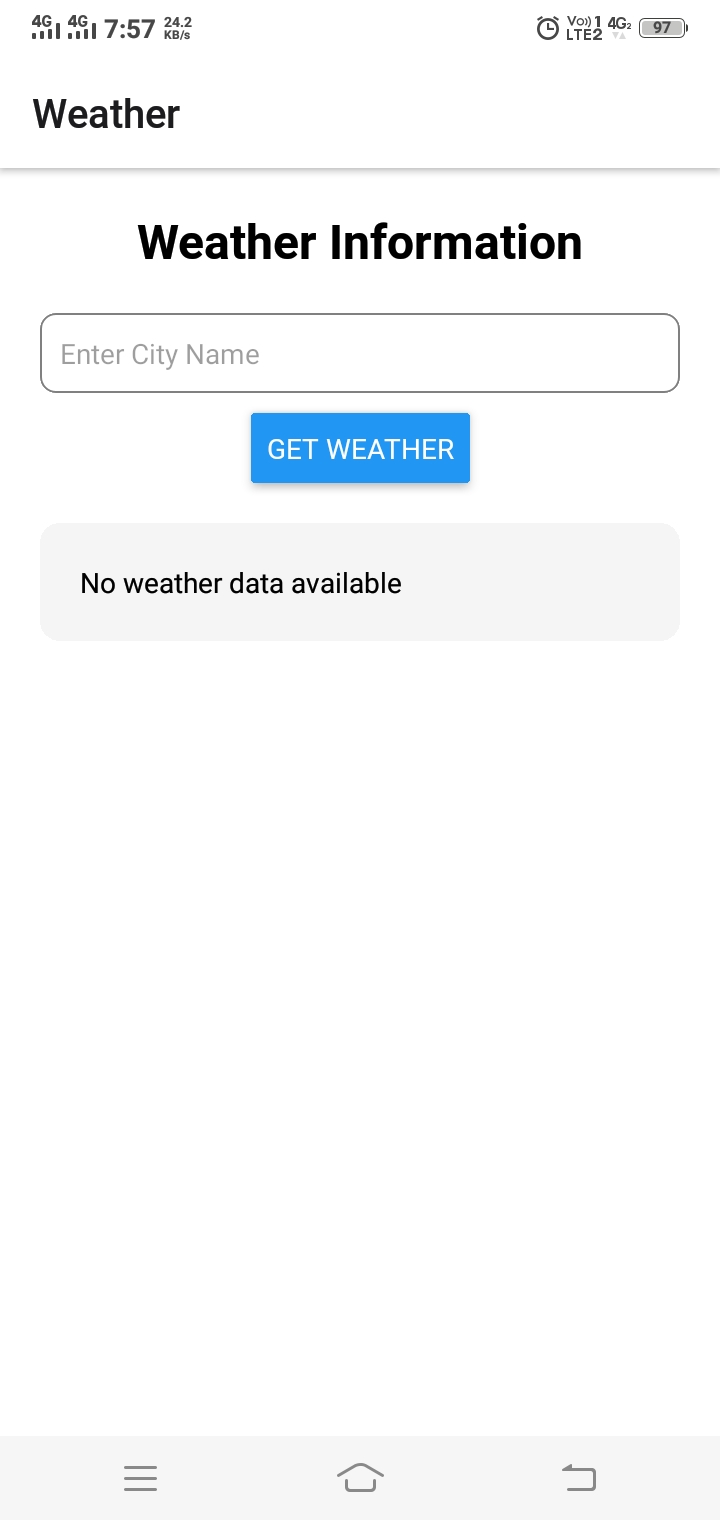 4G 4G 7:57 24.2 KB/s Vo)) 1 LTE2 4G2 97
Weather
Weather Information
Enter City Name
GET WEATHER
No weather data available